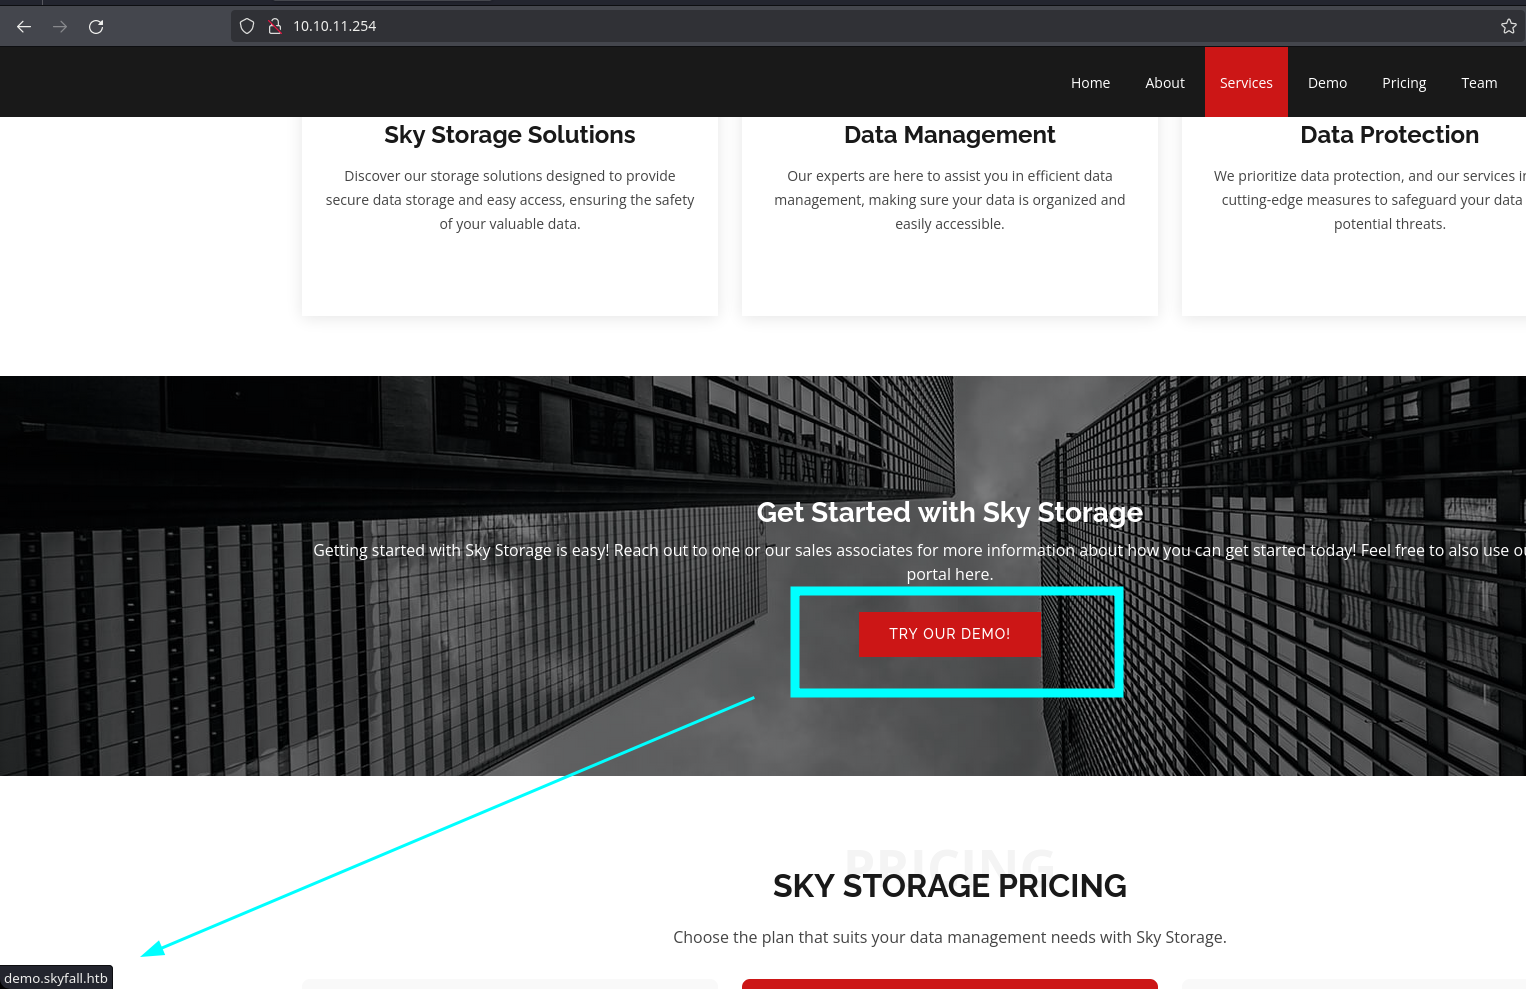 10.10.11.254
Home About Services Demo Pricing Team
Sky Storage Solutions
Discover our storage solutions designed to provide
secure data storage and easy access, ensuring the safety
of your valuable data.
Data Management
Our experts are here to assist you in efficient data
management, making sure your data is organized and
easily accessible.
Data Protection
We prioritize data protection, and our services
cutting-edge measures to safeguard your data
potential threats.
Get Started with Sky Storage
Getting started with Sky Storage is easy! Reach out to one or our sales associates for more information about how you can get started today! Feel free to also use
portal here.
TRY OUR DEMO!
PRICING
SKY STORAGE PRICING
Choose the plan that suits your data management needs with Sky Storage.
demo.skyfall.htb